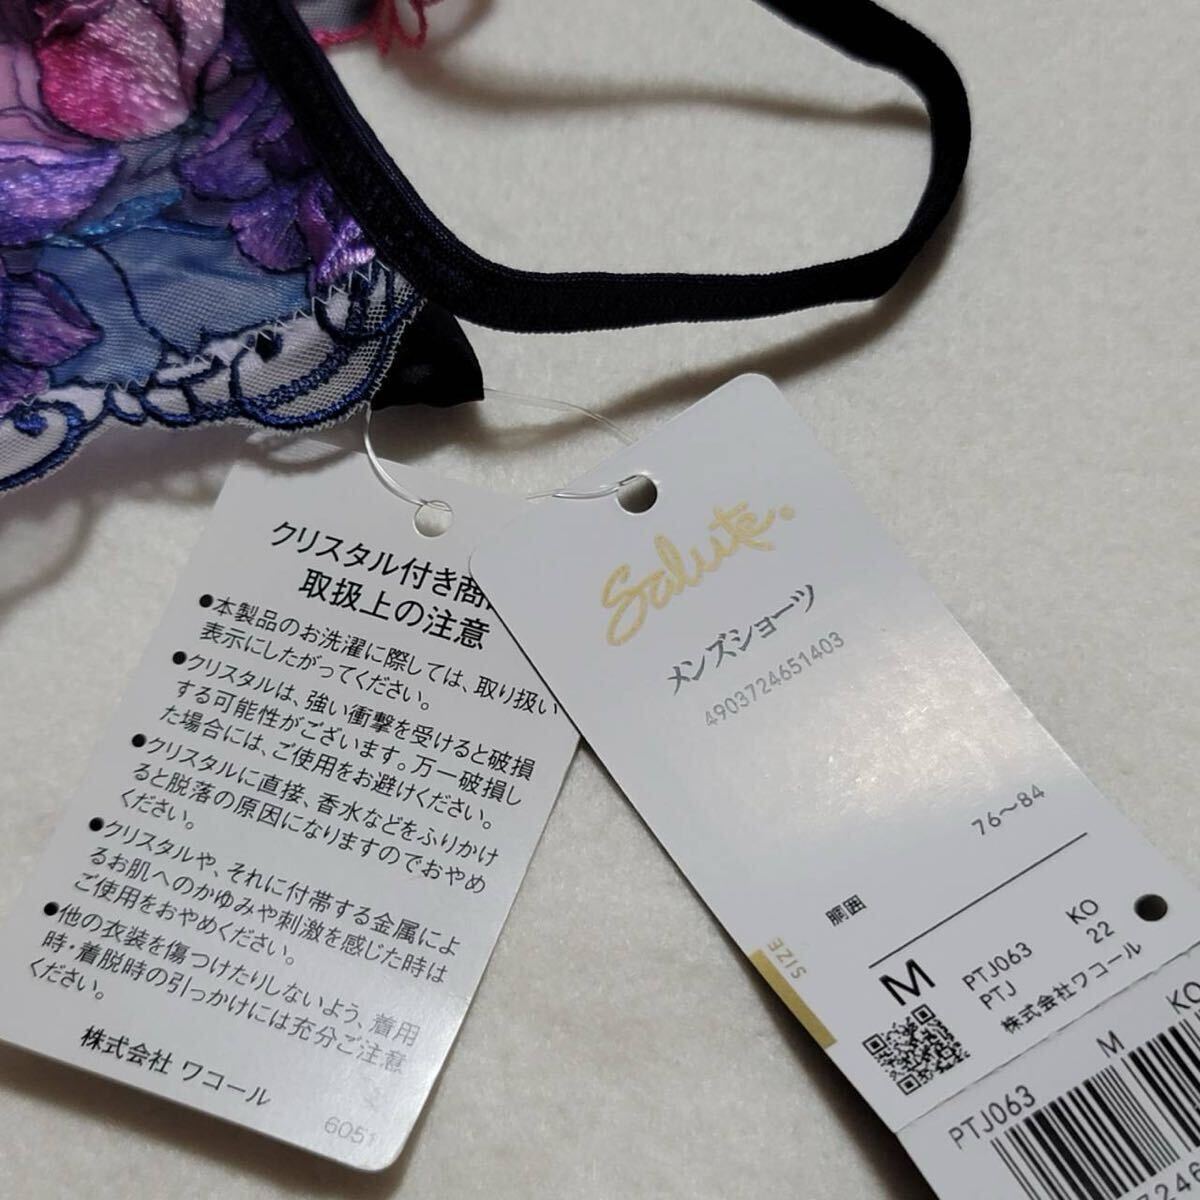 クリスタル付き商
取扱上の注意
●本製品のお洗濯に際しては、取り扱い
表示にしたがってください。
●クリスタルは、強い衝撃を受けると破損
する可能性がございます。万一破損し
た場合には、ご使用をお避けください。
●クリスタルに直接、香水などをふりかけ
ると脱落の原因になりますのでおやめ
ください。
●クリスタルや、それに付帯する金属によ
るお肌へのかゆみや刺激を感じた時は
ご使用をおやめください。
●他の衣装を傷つけたりしないよう、着用
時・着脱時の引っかけには充分ご注意
ください。
株式会社 ワコール
6051
Salute.
メンズショーツ
4903724651403
胴囲 76〜84
SIZE
M
PTJ063 KO
PTJ 22
株式会社ワコール
PTJ063 M KO